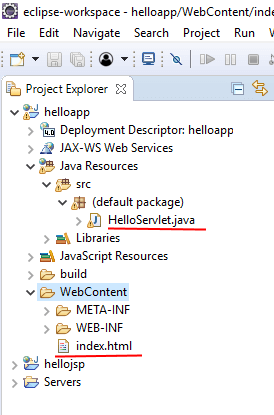 eclipse-workspace - helloapp/WebContent/inde
File Edit Navigate Search Project Run
Project Explorer
helloapp
Deployment Descriptor: helloapp
JAX-WS Web Services
Java Resources
src
(default package)
HelloServlet.java
Libraries
JavaScript Resources
build
WebContent
META-INF
WEB-INF
index.html
hellojsp
Servers